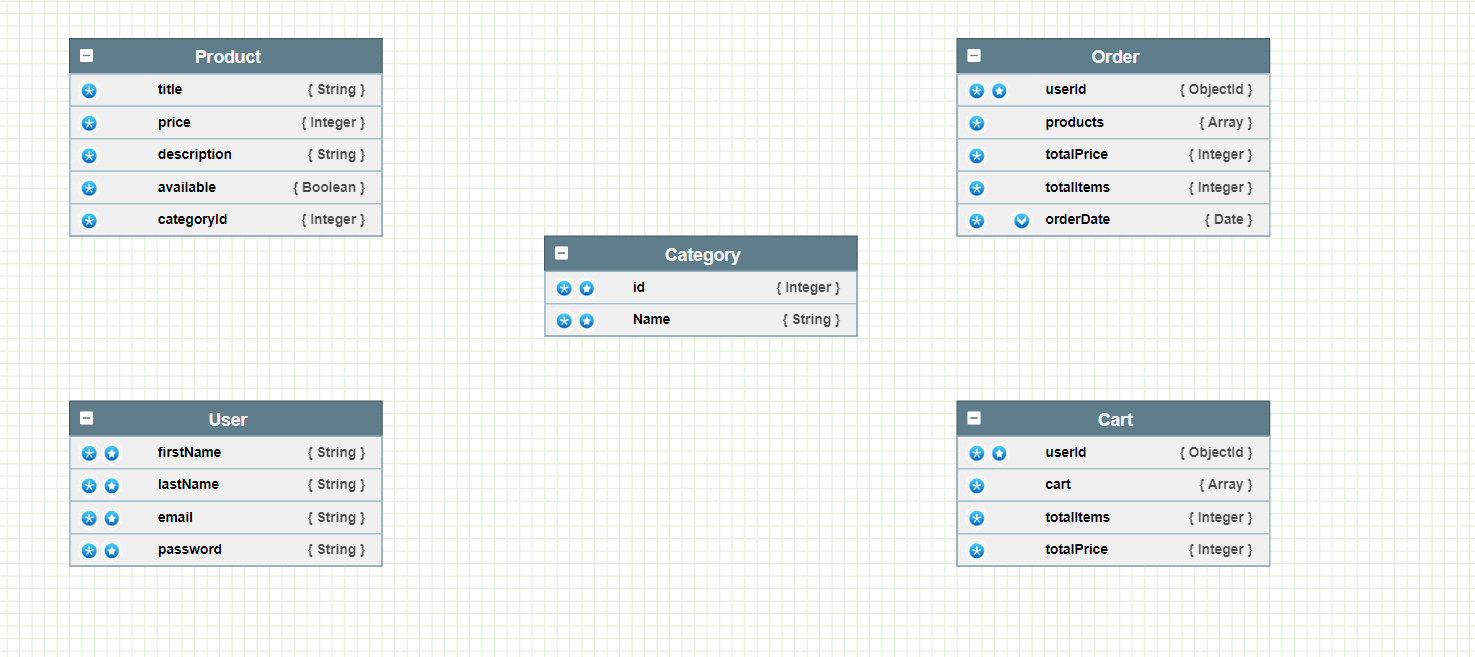 Product
title { String }
price { Integer }
description { String }
available { Boolean }
categoryId { Integer }
Order
userId { ObjectId }
products { Array }
totalPrice { Integer }
totalItems { Integer }
orderDate { Date }
Category
id { Integer }
Name { String }
User
firstName { String }
lastName { String }
email { String }
password { String }
Cart
userId { ObjectId }
cart { Array }
totalItems { Integer }
totalPrice { Integer }